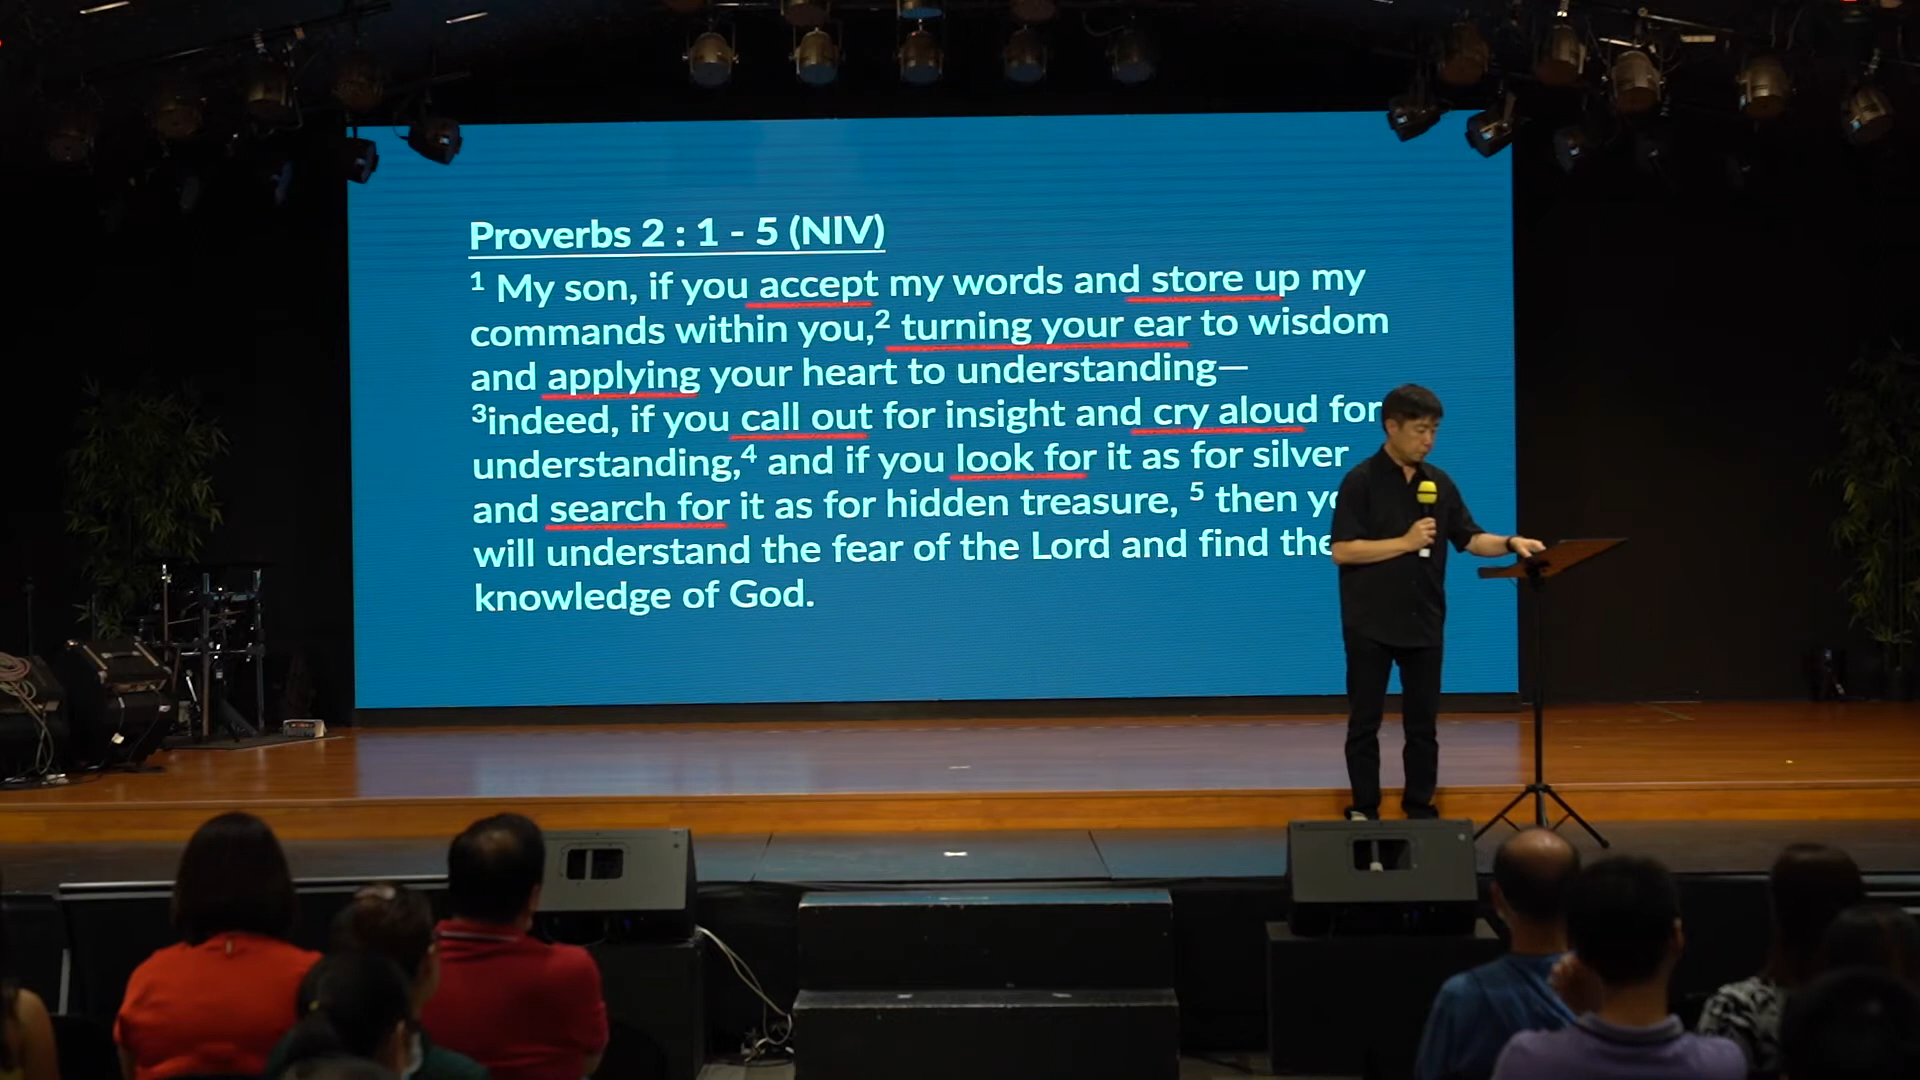 Proverbs 2 : 1 - 5 (NIV)
1 My son, if you accept my words and store up my
commands within you,2 turning your ear to wisdom
and applying your heart to understanding—
3indeed, if you call out for insight and cry aloud for
understanding,4 and if you look for it as for silver
and search for it as for hidden treasure, 5 then
will understand the fear of the Lord and find the
knowledge of God.